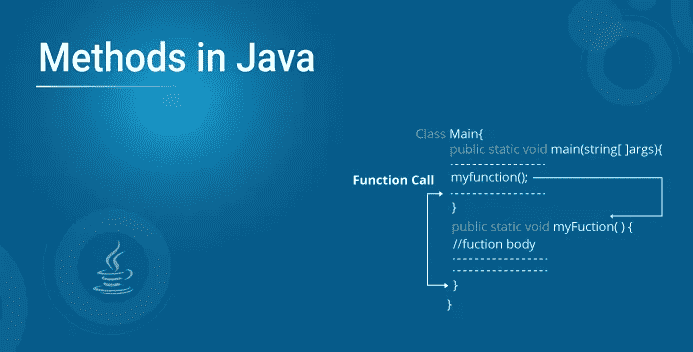 Methods in Java
Class Main{
public static void main(string[ ]args){
Function Call
myfunction();
}
public static void myFuction( ) {
//fuction body
}
}